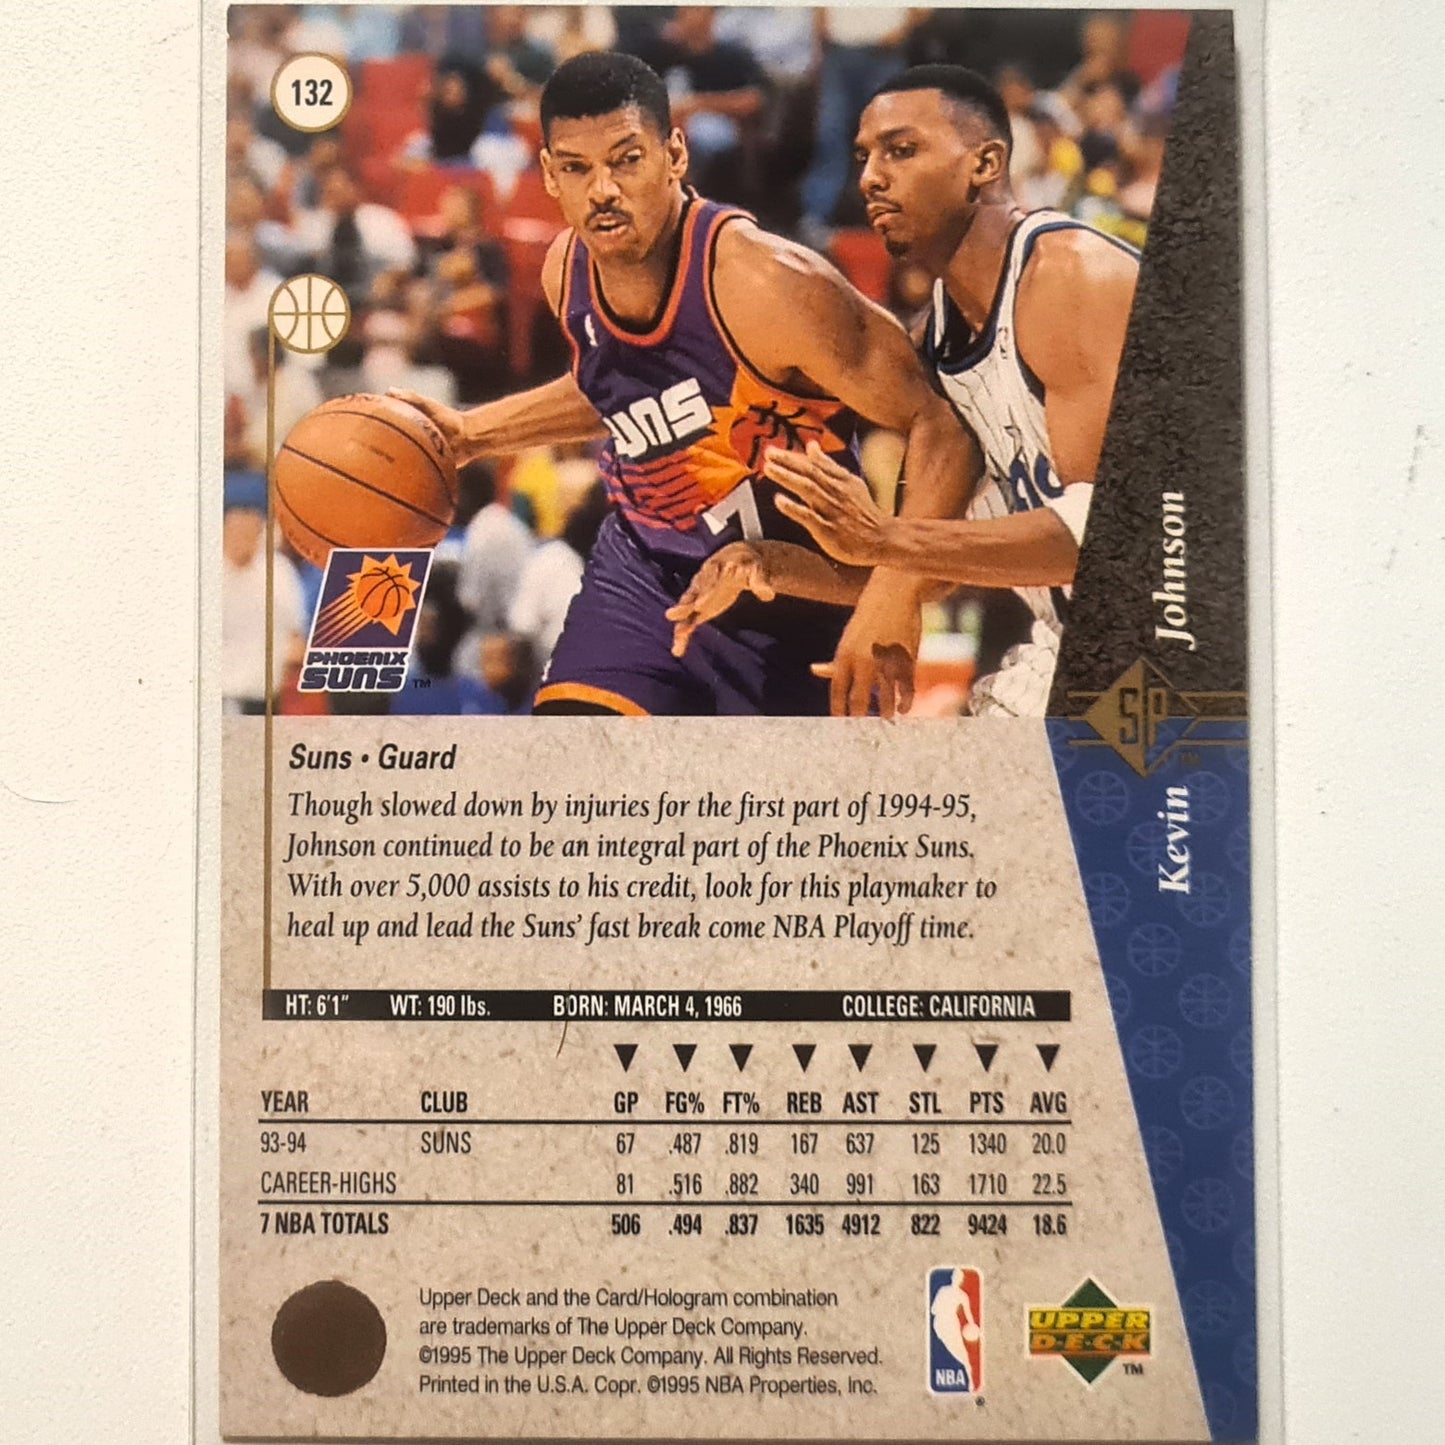 132
SUNS
7
PHOENIX
SUNS™
Johnson
SP™
Kevin
Suns • Guard
Though slowed down by injuries for the first part of 1994-95,
Johnson continued to be an integral part of the Phoenix Suns.
With over 5,000 assists to his credit, look for this playmaker to
heal up and lead the Suns' fast break come NBA Playoff time.
HT: 6'1" WT: 190 lbs. BORN: MARCH 4, 1966 COLLEGE: CALIFORNIA
YEAR CLUB GP FG% FT% REB AST STL PTS AVG
93-94 SUNS 67 .487 .819 167 637 125 1340 20.0
CAREER-HIGHS 81 .516 .882 340 991 163 1710 22.5
7 NBA TOTALS 506 .494 .837 1635 4912 822 9424 18.6
Upper Deck and the Card/Hologram combination
are trademarks of The Upper Deck Company.
©1995 The Upper Deck Company. All Rights Reserved.
Printed in the U.S.A. Copr. ©1995 NBA Properties, Inc.
NBA®
UPPER
DECK™